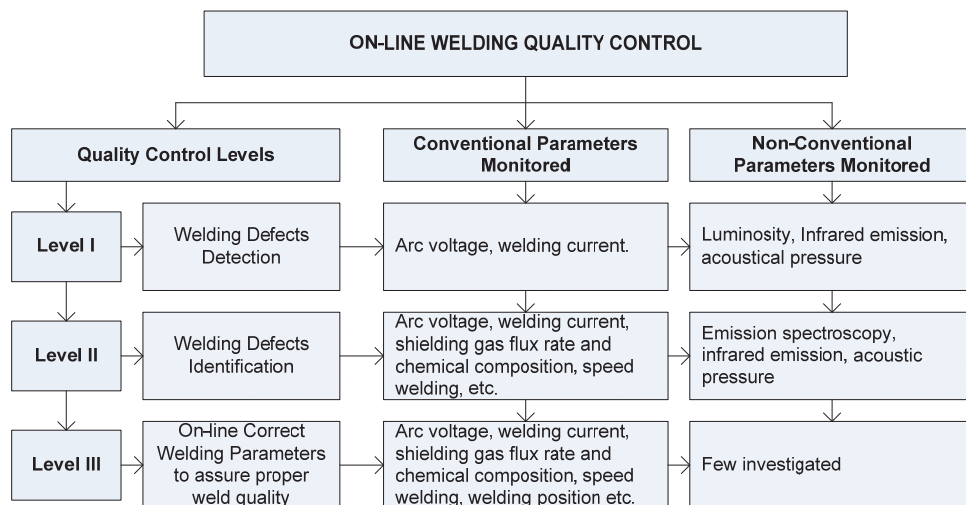 ON-LINE WELDING QUALITY CONTROL
Quality Control Levels
Conventional Parameters
Monitored
Non-Conventional
Parameters Monitored
Level I
Welding Defects
Detection
Arc voltage, welding current.
Luminosity, Infrared emission,
acoustical pressure
Level II
Welding Defects
Identification
Arc voltage, welding current,
shielding gas flux rate and
chemical composition, speed
welding, etc.
Emission spectroscopy,
infrared emission, acoustic
pressure
Level III
On-line Correct
Welding Parameters
to assure proper
weld quality
Arc voltage, welding current,
shielding gas flux rate and
chemical composition, speed
welding, welding position etc.
Few investigated